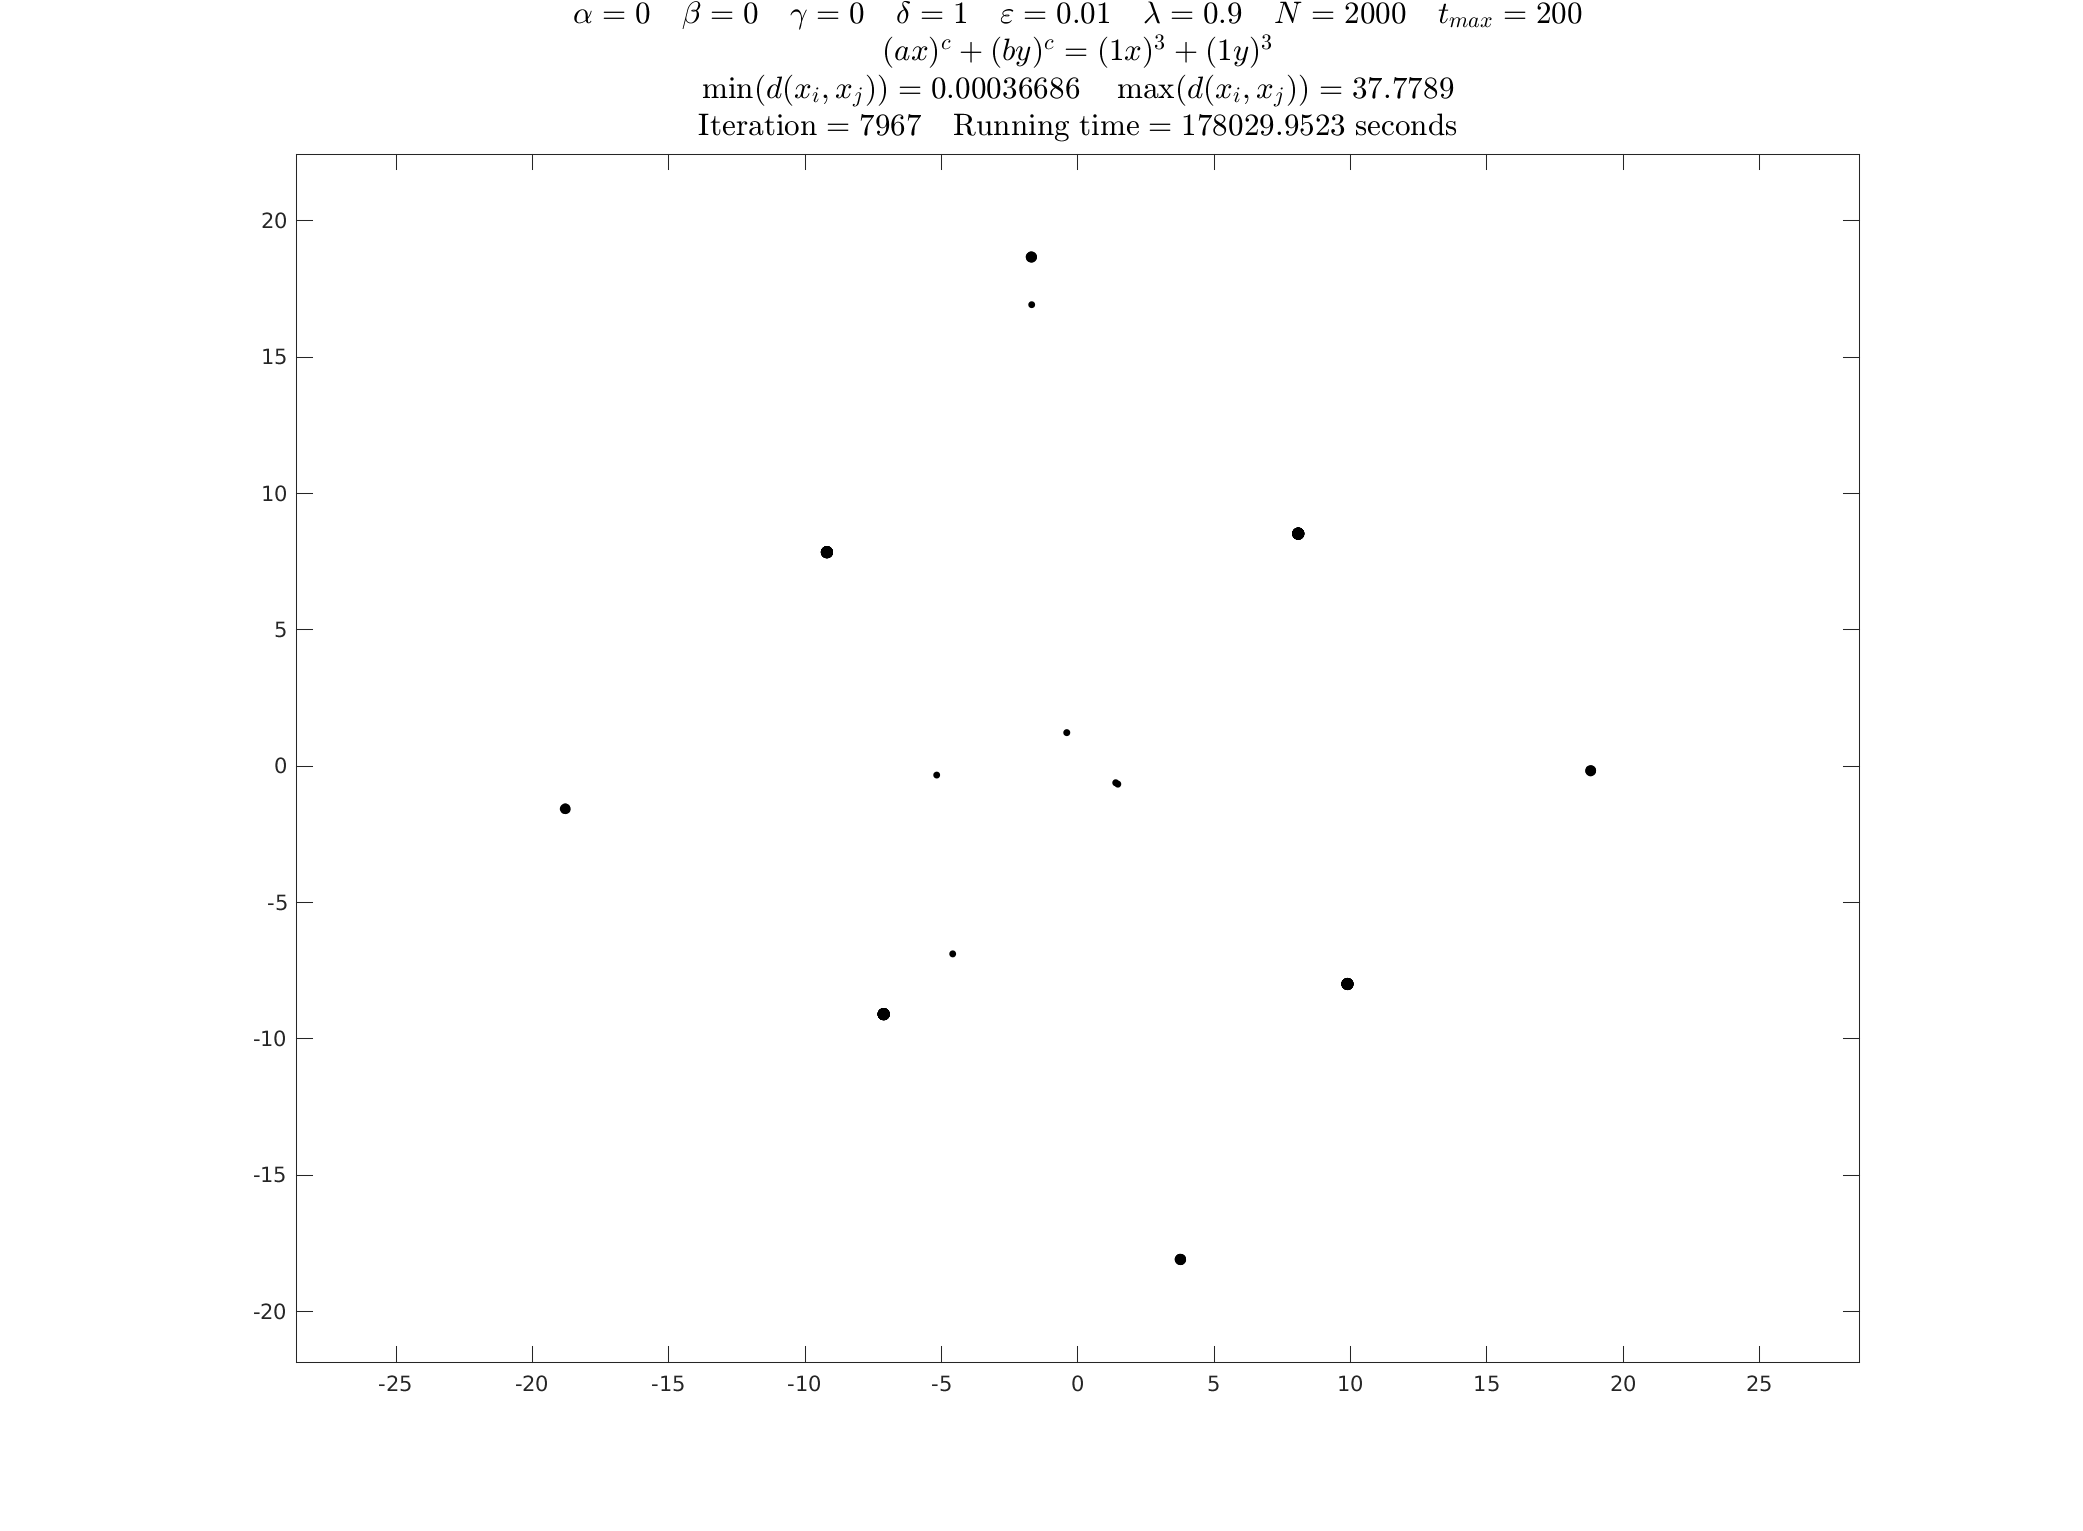 α = 0 β = 0 γ = 0 δ = 1 ε = 0.01 λ = 0.9 N = 2000 t_{max} = 200
(ax)^c + (by)^c = (1x)^3 + (1y)^3
min(d(x_i, x_j)) = 0.00036686 max(d(x_i, x_j)) = 37.7789
Iteration = 7967 Running time = 178029.9523 seconds
20
15
10
5
0
-5
-10
-15
-20
-25 -20 -15 -10 -5 0 5 10 15 20 25